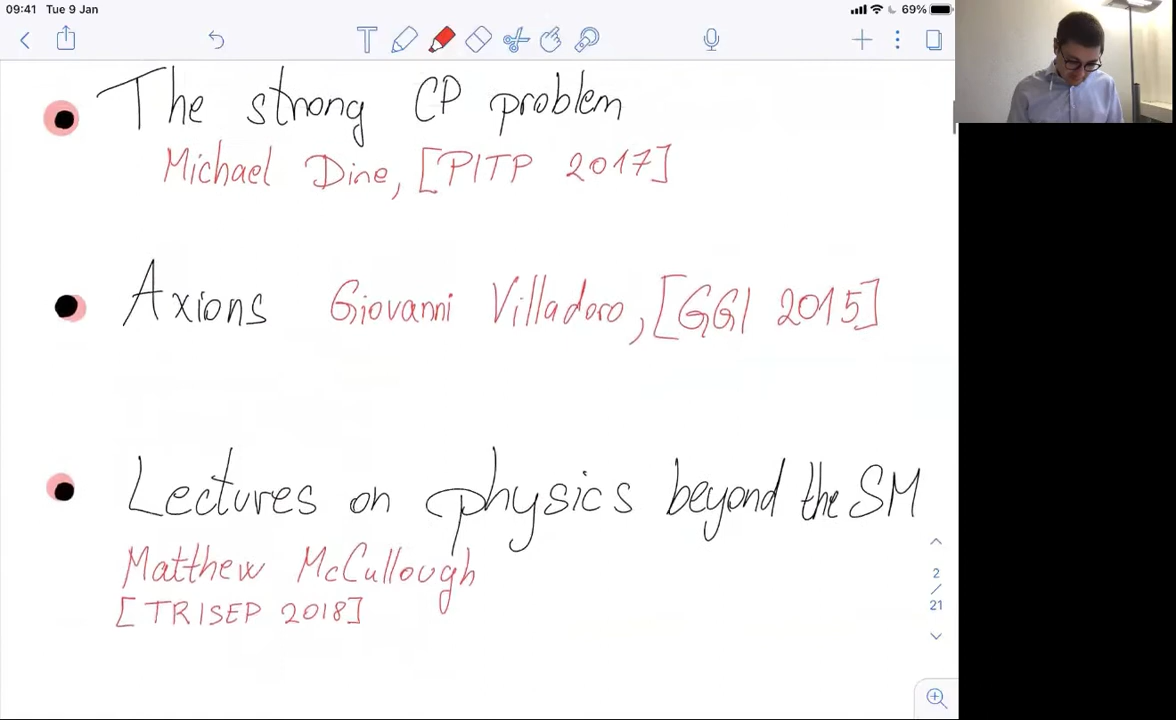 09:41 Tue 9 Jan
69%
The strong CP problem
Michael Dine, [PITP 2017]
Axions Giovanni Villadoro, [GGI 2015]
Lectures on physics beyond the SM
Matthew McCullough
[TRISEP 2018]
2
/
21